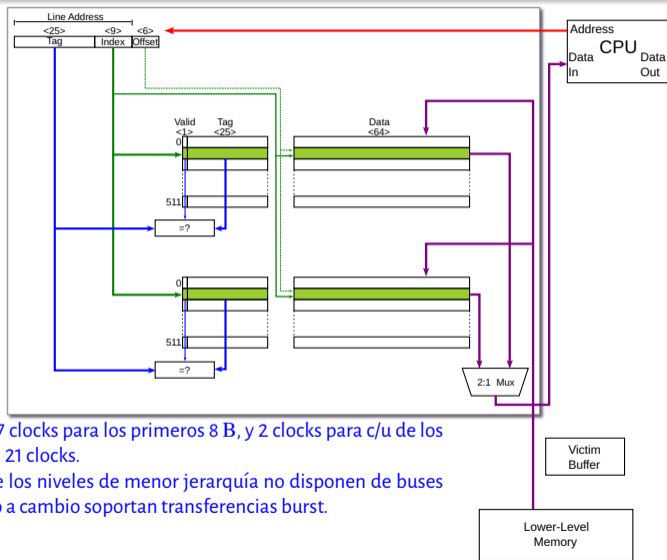 Line Address
<25> <9> <6>
Tag Index Offset
Address
CPU
Data Data
In Out
Valid Tag Data
<1> <25> <64>
0
511
=?
0
511
=?
2:1 Mux
7 clocks para los primeros 8 B, y 2 clocks para c/u de los
21 clocks.
e los niveles de menor jerarquía no disponen de buses
o a cambio soportan transferencias burst.
Victim
Buffer
Lower-Level
Memory